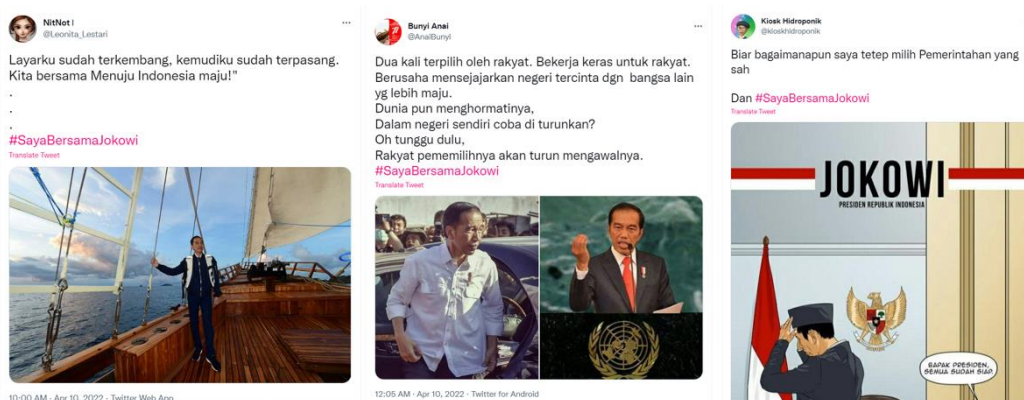 NitNot |
@Leonita_Lestari
...
Layarku sudah terkembang, kemudiku sudah terpasang.
Kita bersama Menuju Indonesia maju!"
.
.
.
#SayaBersamaJokowi
Translate Tweet
10:00 AM · Apr 10, 2022 · Twitter Web App
Bunyi Anai
@AnaiBunyi
...
Dua kali terpilih oleh rakyat. Bekerja keras untuk rakyat.
Berusaha mensejajarkan negeri tercinta dgn bangsa lain
yg lebih maju.
Dunia pun menghormatinya,
Dalam negeri sendiri coba di turunkan?
Oh tunggu dulu,
Rakyat pememilihnya akan turun mengawalnya.
#SayaBersamaJokowi
Translate Tweet
12:05 AM · Apr 10, 2022 · Twitter for Android
Kiosk Hidroponik
@kioskhidroponik
Biar bagaimanapun saya tetep milih Pemerintahan yang
sah
Dan #SayaBersamaJokowi
Translate Tweet
JOKOWI
PRESIDEN REPUBLIK INDONESIA
BAPAK PRESIDEN,
SEMUA SUDAH SIAP.